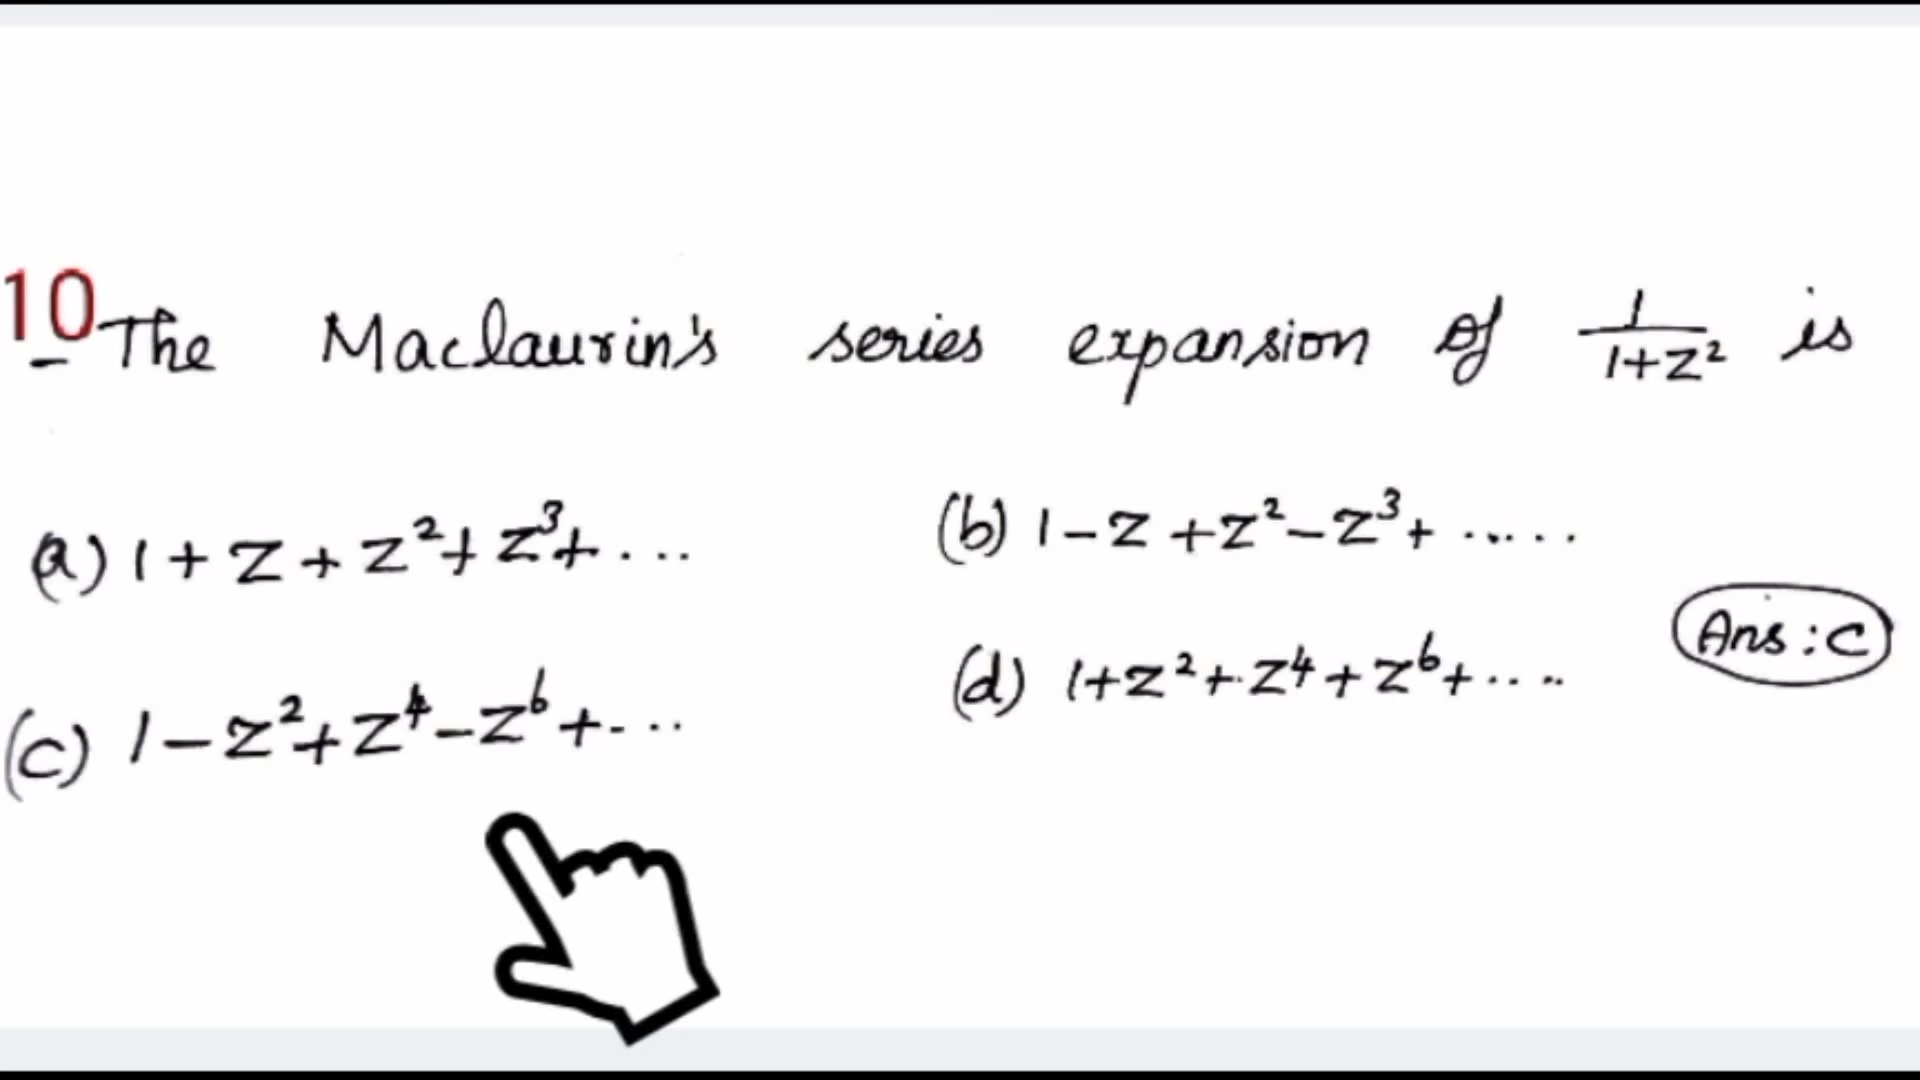 10 The Maclaurin's series expansion of 1/(1+z²) is
(a) 1 + z + z² + z³ + ...
(b) 1 - z + z² - z³ + .....
(c) 1 - z² + z⁴ - z⁶ + ...
(d) 1 + z² + z⁴ + z⁶ + ....
Ans : C